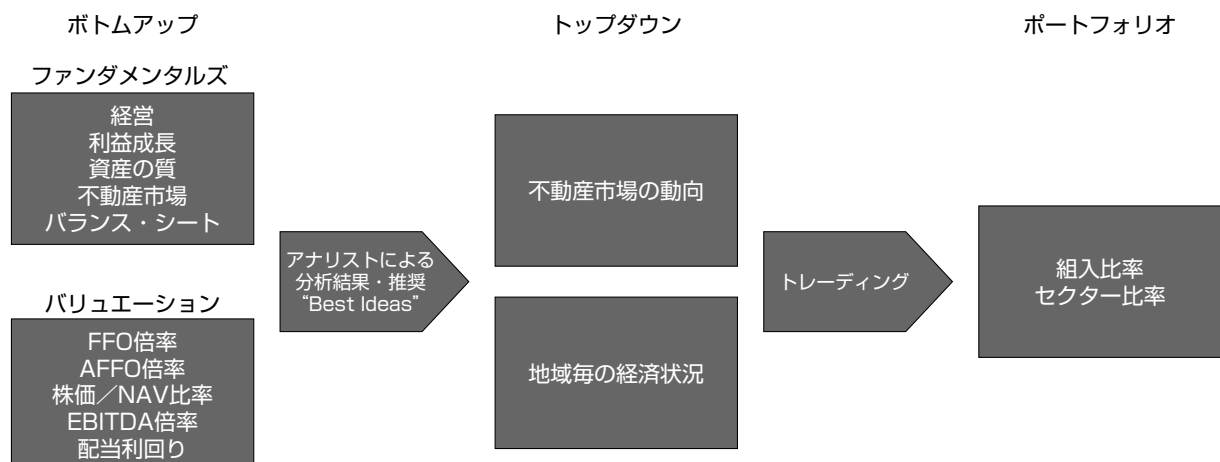 ボトムアップ
トップダウン
ポートフォリオ
ファンダメンタルズ
経営
利益成長
資産の質
不動産市場
バランス・シート
バリュエーション
FFO倍率
AFFO倍率
株価／NAV比率
EBITDA倍率
配当利回り
アナリストによる
分析結果・推奨
“Best Ideas”
不動産市場の動向
地域毎の経済状況
トレーディング
組入比率
セクター比率